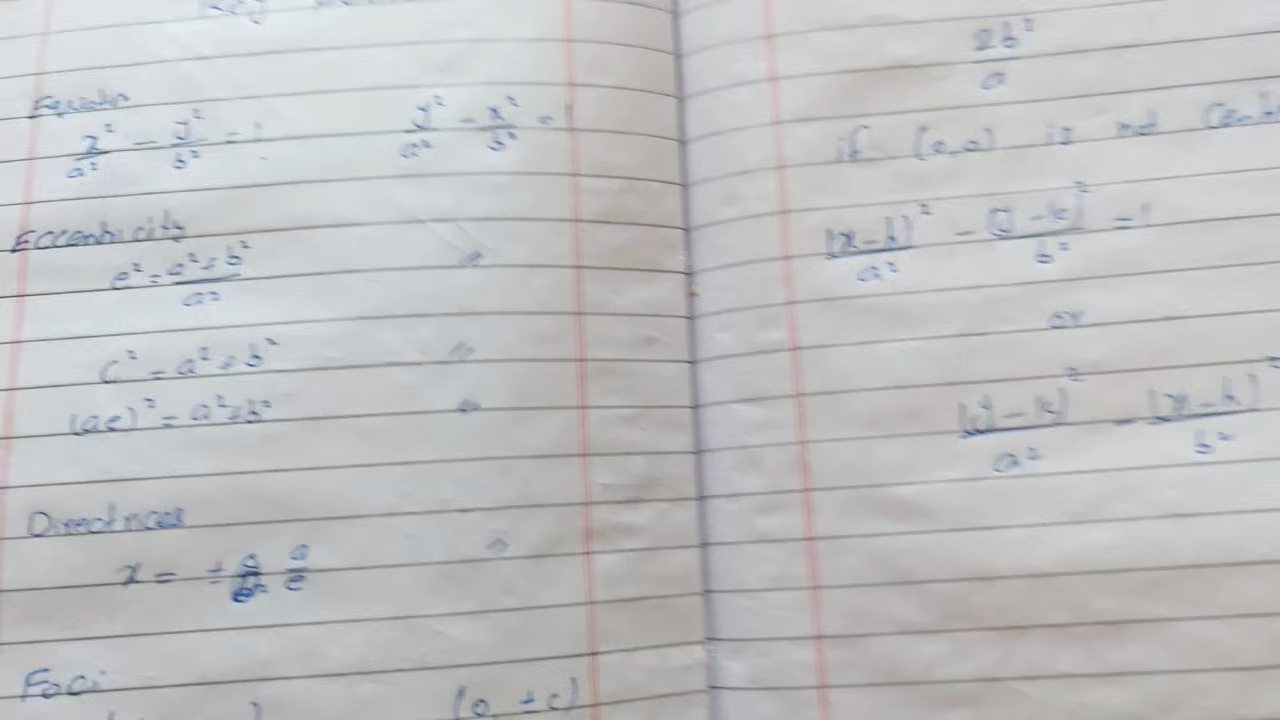 Equation
x²/a² - y²/b² = 1    y²/a² - x²/b² = 1
Eccentricity
e² = a² + b²/a²    "
c² = a² + b²    "
(ae)² = a² + b²    "
Directrices
x = ± a/e    "
Foci
(0, ±c)
2b²/a
if (0,0) is not
(x-h)²/a² - (y-k)²/b² = 1
or
(y-k)²/a² - (x-h)²/b²